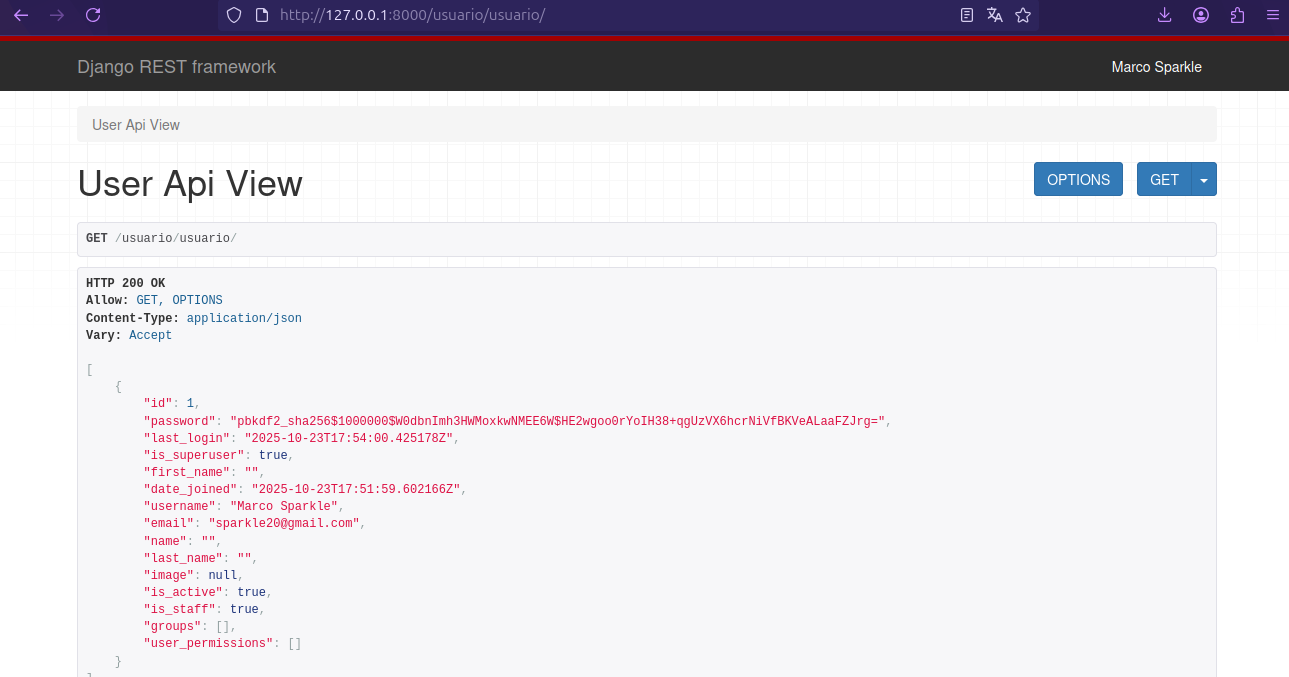 http://127.0.0.1:8000/usuario/usuario/
Django REST framework
Marco Sparkle
User Api View
User Api View
OPTIONS
GET
GET /usuario/usuario/
HTTP 200 OK
Allow: GET, OPTIONS
Content-Type: application/json
Vary: Accept
[
{
"id": 1,
"password": "pbkdf2_sha256$1000000$W0dbnImh3HWMoxkwNMEE6W$HE2wgoo0rYoIH38+qgUzVX6hcrNiVfBKVeALaaFZJrg=",
"last_login": "2025-10-23T17:54:00.425178Z",
"is_superuser": true,
"first_name": "",
"date_joined": "2025-10-23T17:51:59.602166Z",
"username": "Marco Sparkle",
"email": "sparkle20@gmail.com",
"name": "",
"last_name": "",
"image": null,
"is_active": true,
"is_staff": true,
"groups": [],
"user_permissions": []
}
]